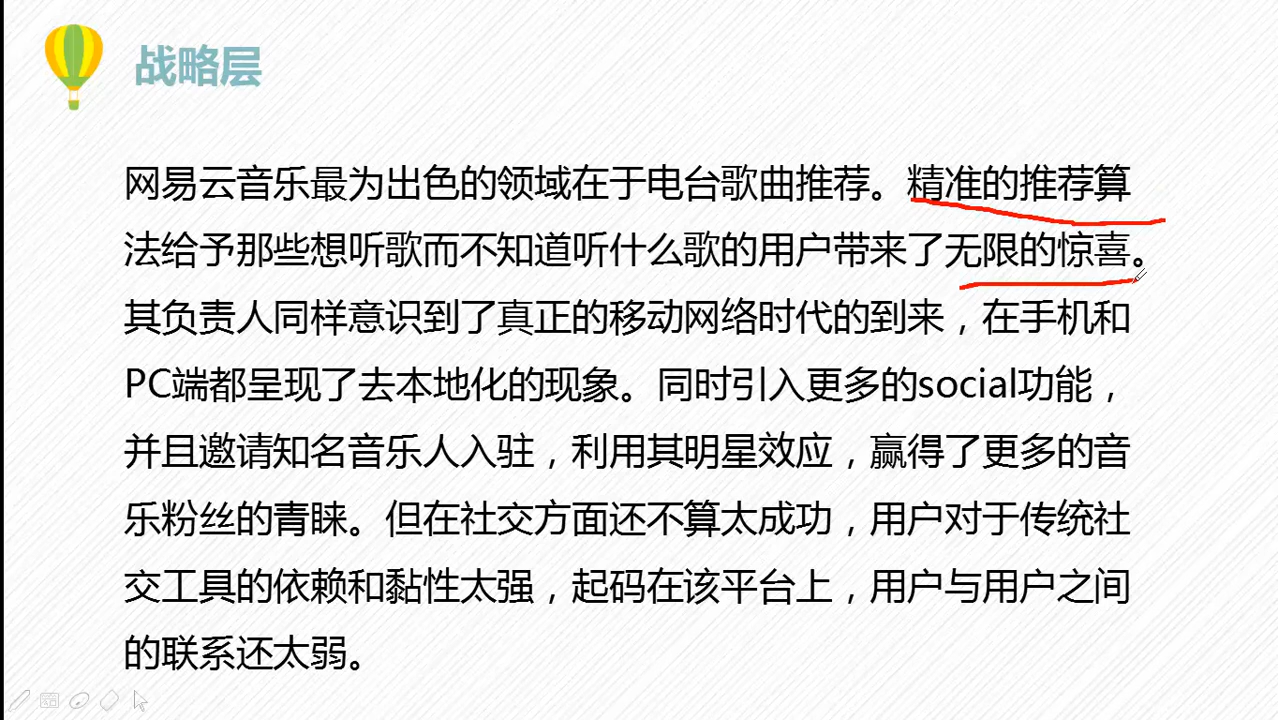 战略层
网易云音乐最为出色的领域在于电台歌曲推荐。精准的推荐算
法给予那些想听歌而不知道听什么歌的用户带来了无限的惊喜。
其负责人同样意识到了真正的移动网络时代的到来，在手机和
PC端都呈现了去本地化的现象。同时引入更多的social功能，
并且邀请知名音乐人入驻，利用其明星效应，赢得了更多的音
乐粉丝的青睐。但在社交方面还不算太成功，用户对于传统社
交工具的依赖和黏性太强，起码在该平台上，用户与用户之间
的联系还太弱。